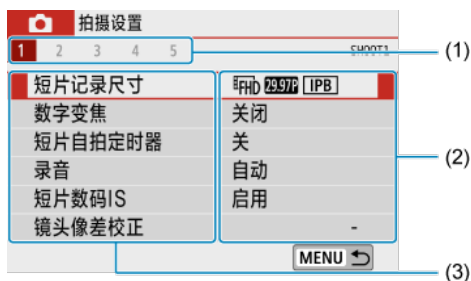 拍摄设置
1 2 3 4 5 SHOOT1 (1)
短片记录尺寸 FHD 29.97P IPB
数字变焦 关闭
短片自拍定时器 关
录音 自动 (2)
短片数码IS 启用
镜头像差校正 -
MENU
(3)